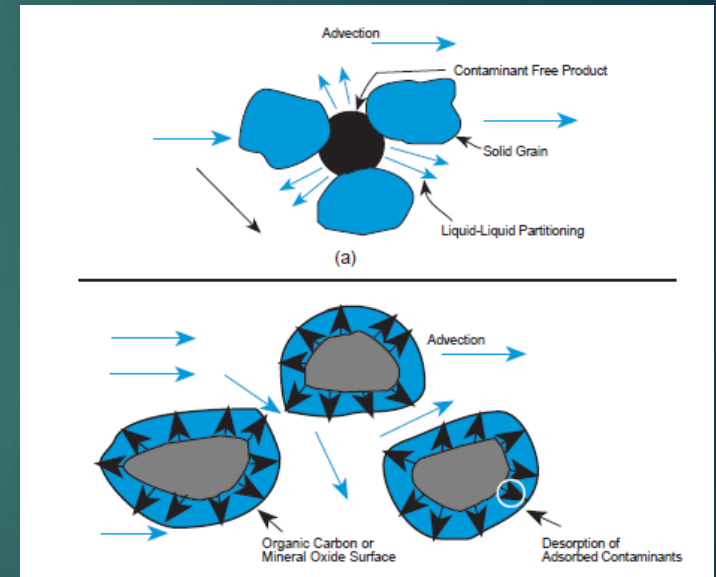 Advection
Contaminant Free Product
Solid Grain
Liquid-Liquid Partitioning
(a)
Advection
Organic Carbon or
Mineral Oxide Surface
Desorption of
Adsorbed Contaminants